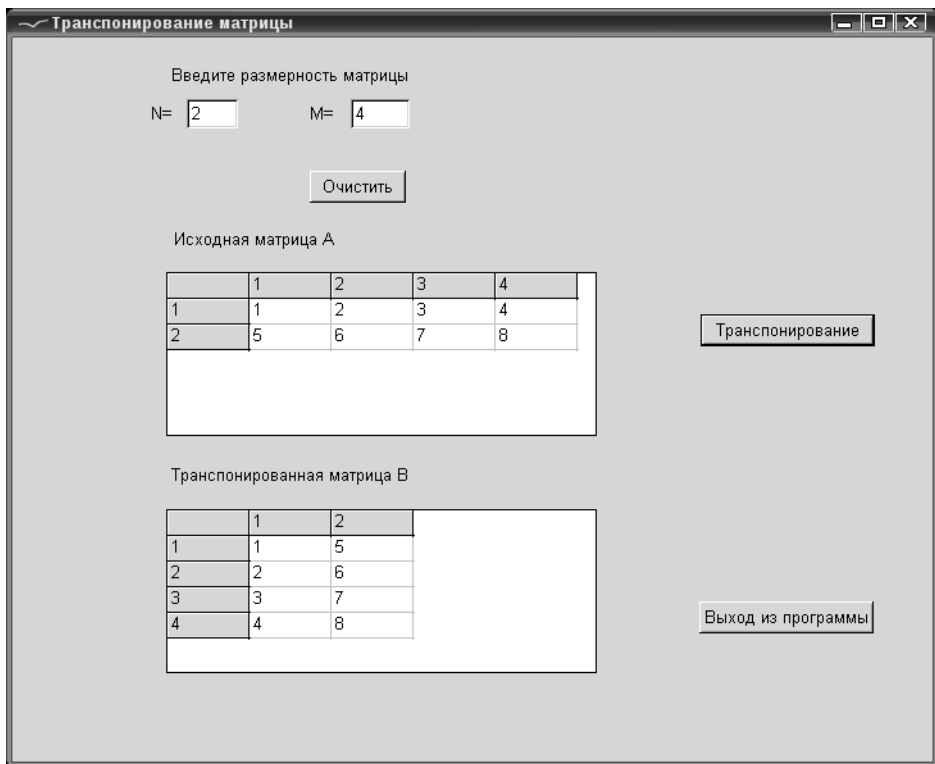 Транспонирование матрицы
Введите размерность матрицы
N= 2 M= 4
Очистить
Исходная матрица А
1 2 3 4
1 1 2 3 4
2 5 6 7 8
Транспонирование
Транспонированная матрица В
1 2
1 1 5
2 2 6
3 3 7
4 4 8
Выход из программы